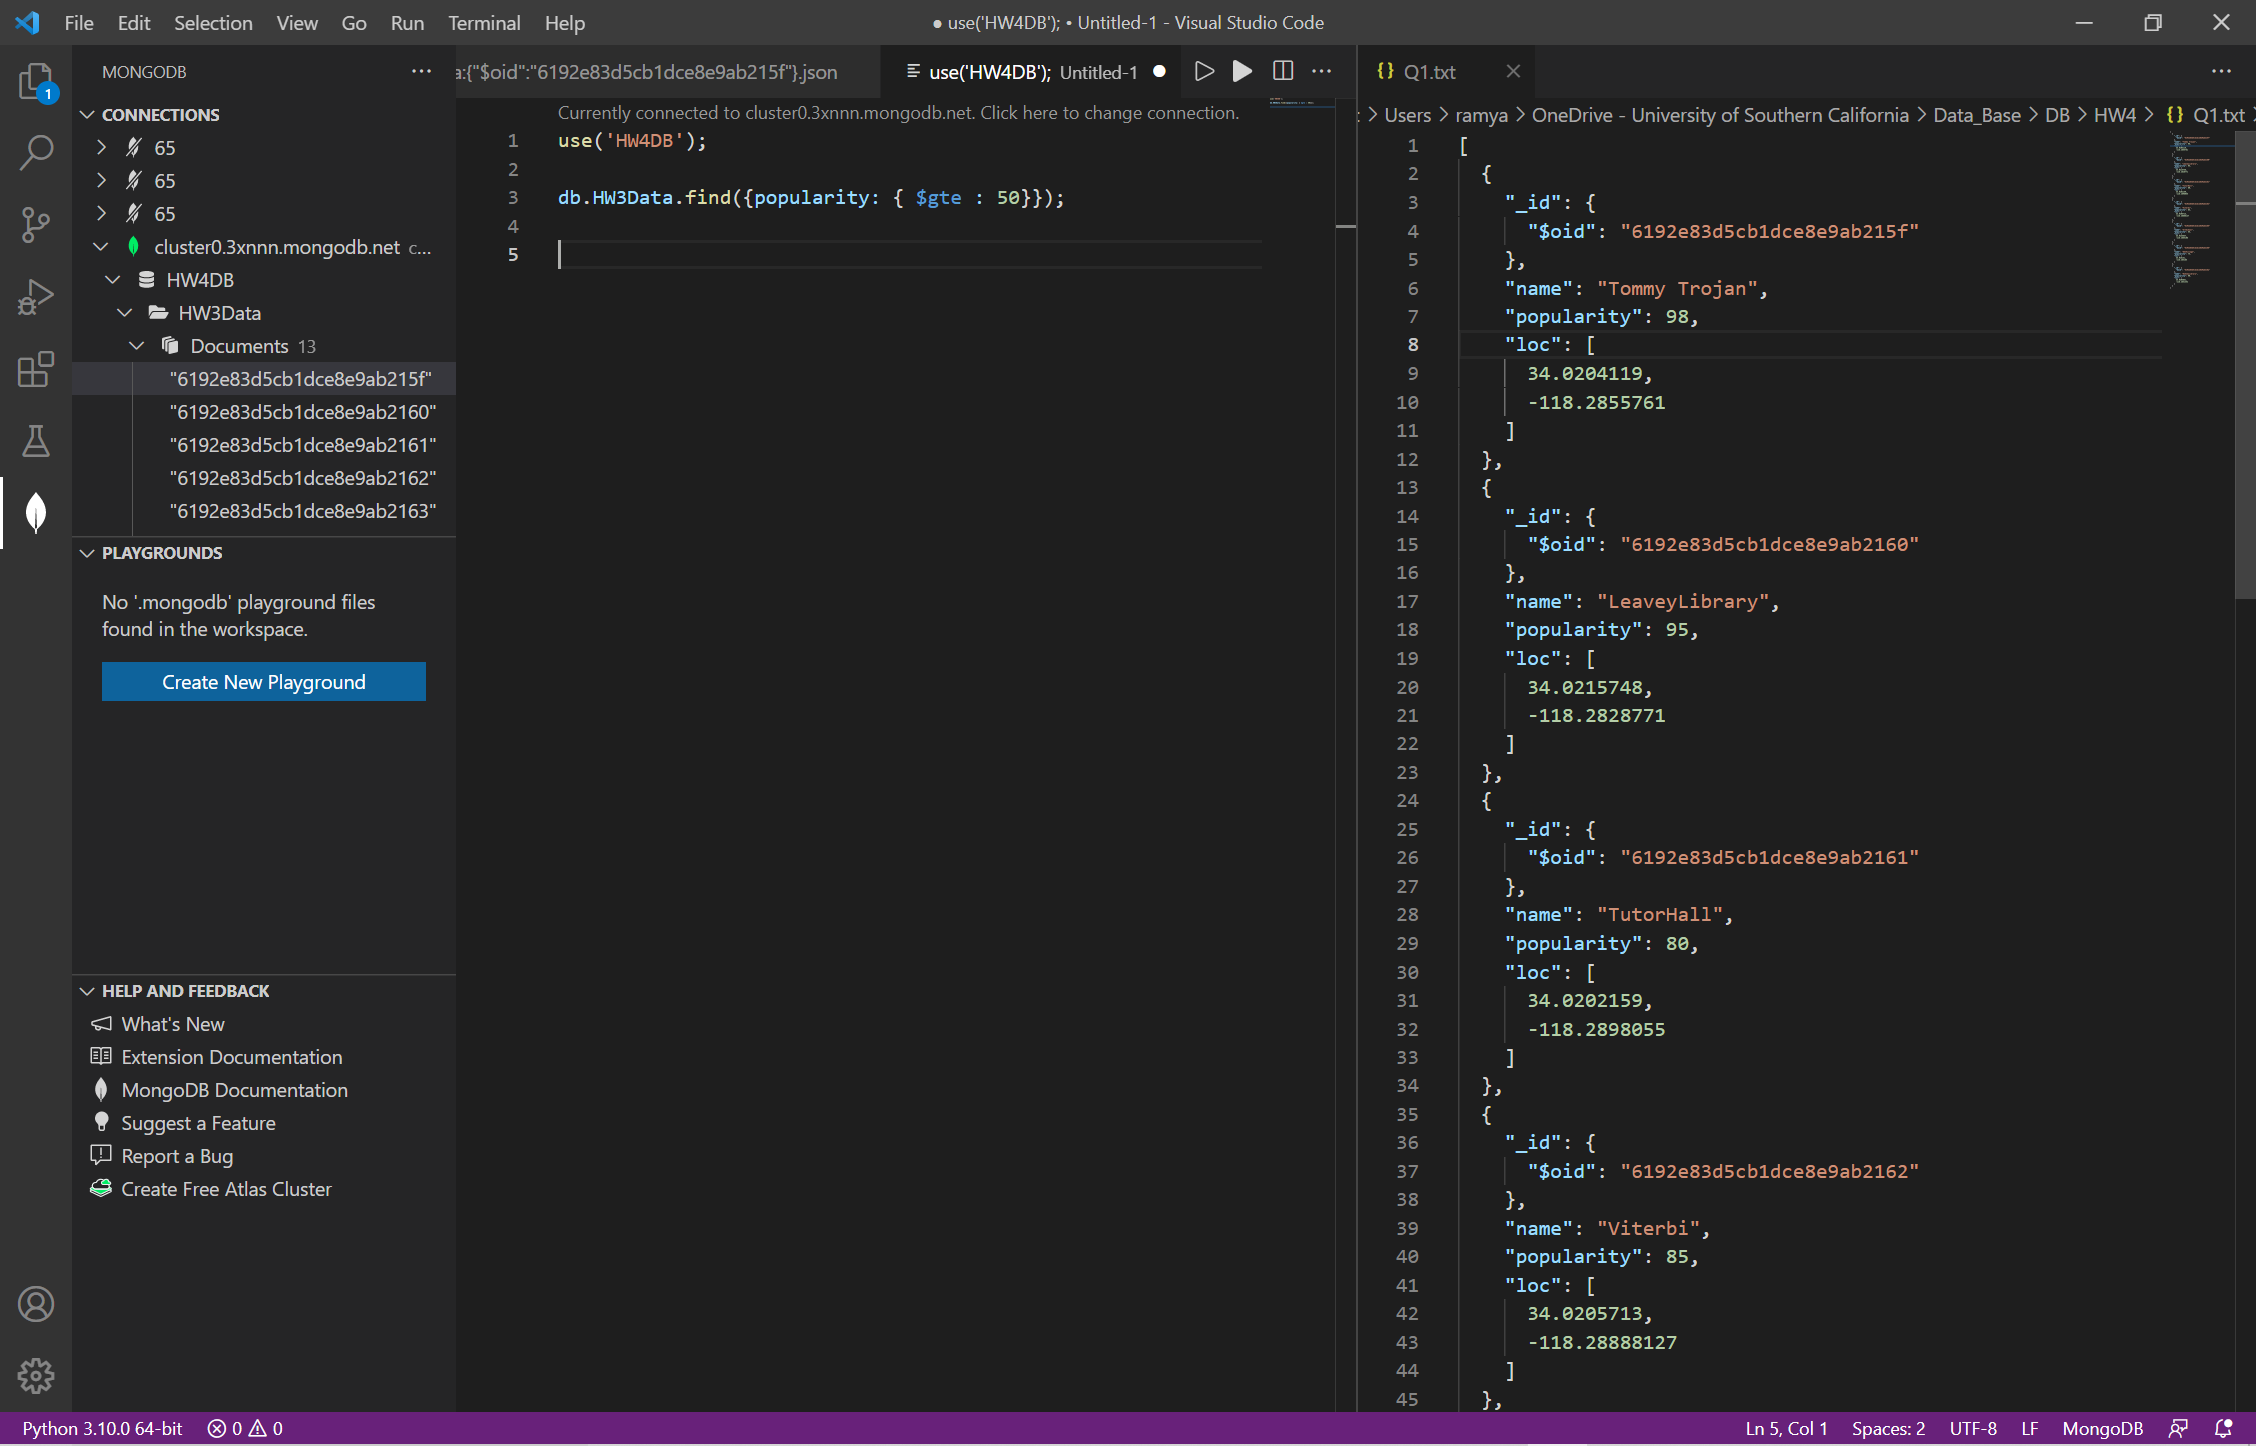 File Edit Selection View Go Run Terminal Help
● use('HW4DB'); • Untitled-1 - Visual Studio Code
1
MONGODB
CONNECTIONS
65
65
65
cluster0.3xnnn.mongodb.net c...
HW4DB
HW3Data
Documents 13
"6192e83d5cb1dce8e9ab215f"
"6192e83d5cb1dce8e9ab2160"
"6192e83d5cb1dce8e9ab2161"
"6192e83d5cb1dce8e9ab2162"
"6192e83d5cb1dce8e9ab2163"
PLAYGROUNDS
No '.mongodb' playground files
found in the workspace.
Create New Playground
HELP AND FEEDBACK
What's New
Extension Documentation
MongoDB Documentation
Suggest a Feature
Report a Bug
Create Free Atlas Cluster
a:{"$oid":"6192e83d5cb1dce8e9ab215f"}.json
use('HW4DB'); Untitled-1
Currently connected to cluster0.3xnnn.mongodb.net. Click here to change connection.
1 use('HW4DB');
2
3 db.HW3Data.find({popularity: { $gte : 50}});
4
5
{} Q1.txt
: > Users > ramya > OneDrive - University of Southern California > Data_Base > DB > HW4 > {} Q1.txt >
1 [
2 {
3 "_id": {
4 "$oid": "6192e83d5cb1dce8e9ab215f"
5 },
6 "name": "Tommy Trojan",
7 "popularity": 98,
8 "loc": [
9 34.0204119,
10 -118.2855761
11 ]
12 },
13 {
14 "_id": {
15 "$oid": "6192e83d5cb1dce8e9ab2160"
16 },
17 "name": "LeaveyLibrary",
18 "popularity": 95,
19 "loc": [
20 34.0215748,
21 -118.2828771
22 ]
23 },
24 {
25 "_id": {
26 "$oid": "6192e83d5cb1dce8e9ab2161"
27 },
28 "name": "TutorHall",
29 "popularity": 80,
30 "loc": [
31 34.0202159,
32 -118.2898055
33 ]
34 },
35 {
36 "_id": {
37 "$oid": "6192e83d5cb1dce8e9ab2162"
38 },
39 "name": "Viterbi",
40 "popularity": 85,
41 "loc": [
42 34.0205713,
43 -118.28888127
44 ]
45 },
Python 3.10.0 64-bit 0 0
Ln 5, Col 1 Spaces: 2 UTF-8 LF MongoDB